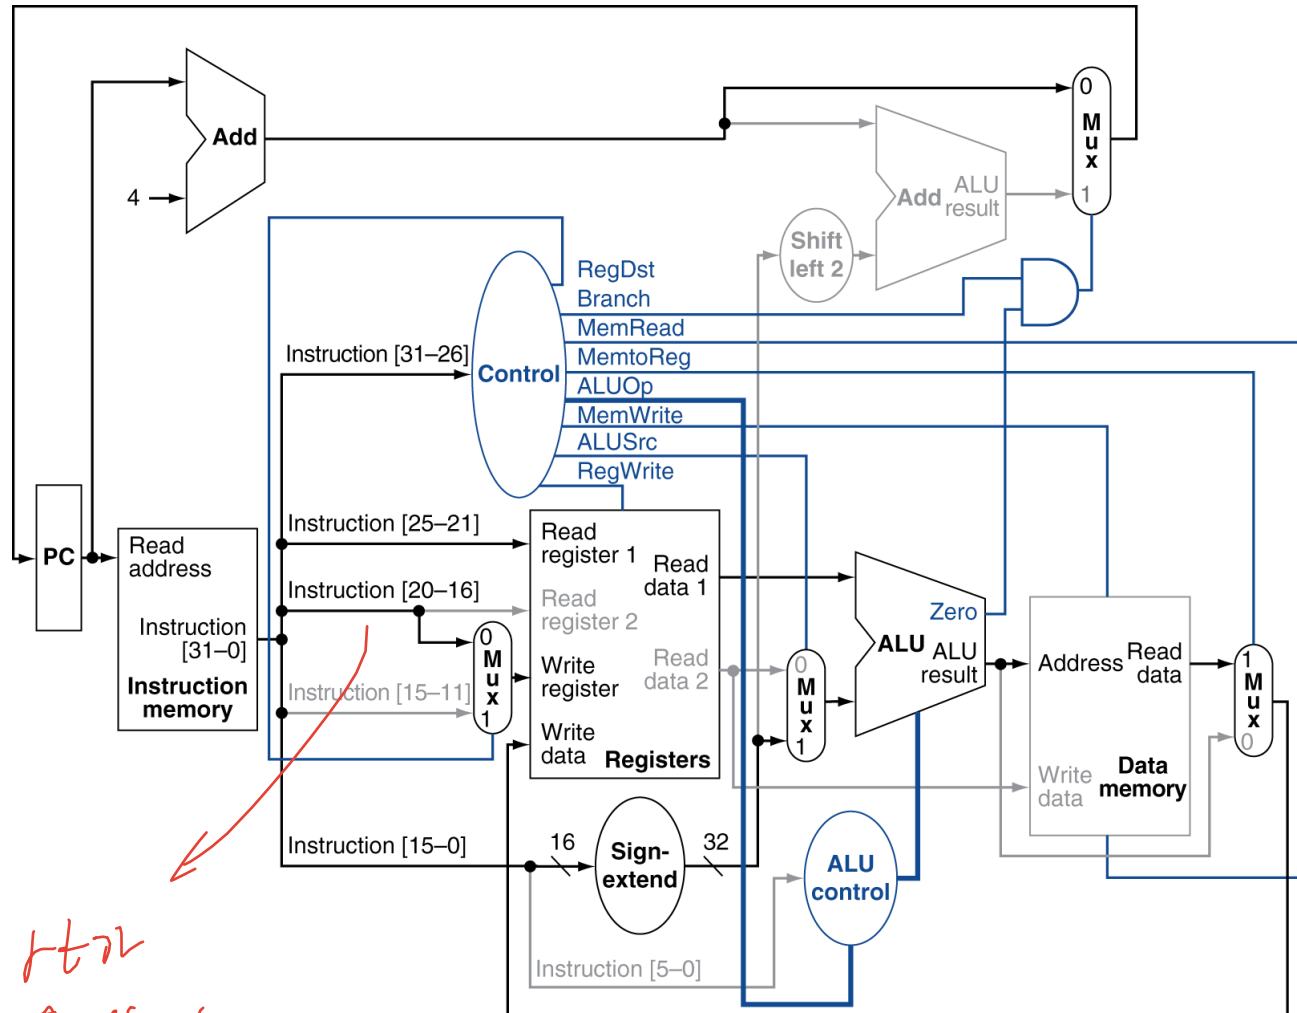 0
M
u
x
1
Add
4
Add
ALU
result
Shift
left 2
RegDst
Branch
MemRead
MemtoReg
ALUOp
MemWrite
ALUSrc
RegWrite
Control
Instruction [31–26]
Instruction [25–21]
Instruction [20–16]
Instruction [15–11]
Instruction [15–0]
Instruction [5–0]
PC
Read
address
Instruction
[31–0]
Instruction
memory
0
M
u
x
1
Read
register 1
Read
register 2
Write
register
Write
data
Read
data 1
Read
data 2
Registers
16
Sign-
extend
32
0
M
u
x
1
Zero
ALU
ALU
result
ALU
control
Address
Read
data
Write
data
Data
memory
1
M
u
x
0